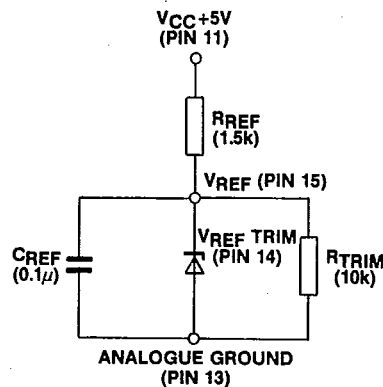 VCC+5V
(PIN 11)
RREF
(1.5k)
VREF (PIN 15)
CREF
(0.1μ)
VREF TRIM
(PIN 14)
RTRIM
(10k)
ANALOGUE GROUND
(PIN 13)